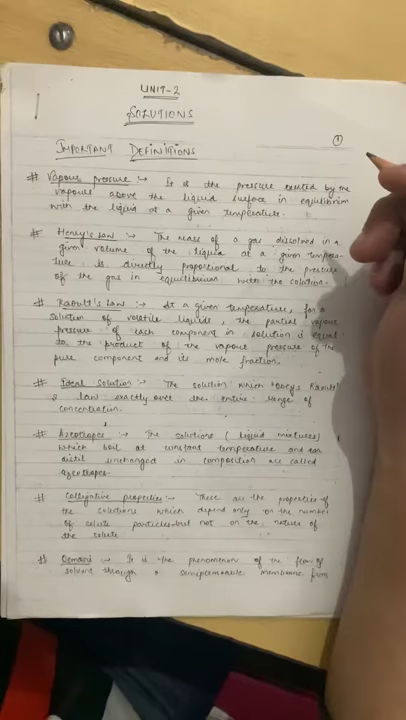 UNIT-2
SOLUTIONS
1
IMPORTANT DEFINITIONS
# Vapour pressure :→ It is the pressure exerted by the
vapours above the liquid surface in equilibrium
with the liquid at a given temperature.
# Henry's Law :→ The mass of a gas dissolved in a
given volume of the liquid at a given tempera-
ture is directly proportional to the pressure
of the gas in equilibrium with the solution.
# Raoult's Law :→ At a given temperature, for a
solution of volatile liquids, the partial vapour
pressure of each component in solution is equal
to the product of the vapour pressure of the
pure component and its mole fraction.
# Ideal Solution :→ The solution which obeys Raoult's
law exactly over the entire range of
concentration.
# Azeotropes :→ The solutions (liquid mixtures)
which boil at constant temperature and can
distil unchanged in composition are called
azeotropes.
# Colligative properties :→ These are the properties of
the solutions which depend only on the number
of solute particles but not on the nature of
the solute
# Osmosis :→ It is the phenomenon of the flow of
solvent through a semipermeable membrane from